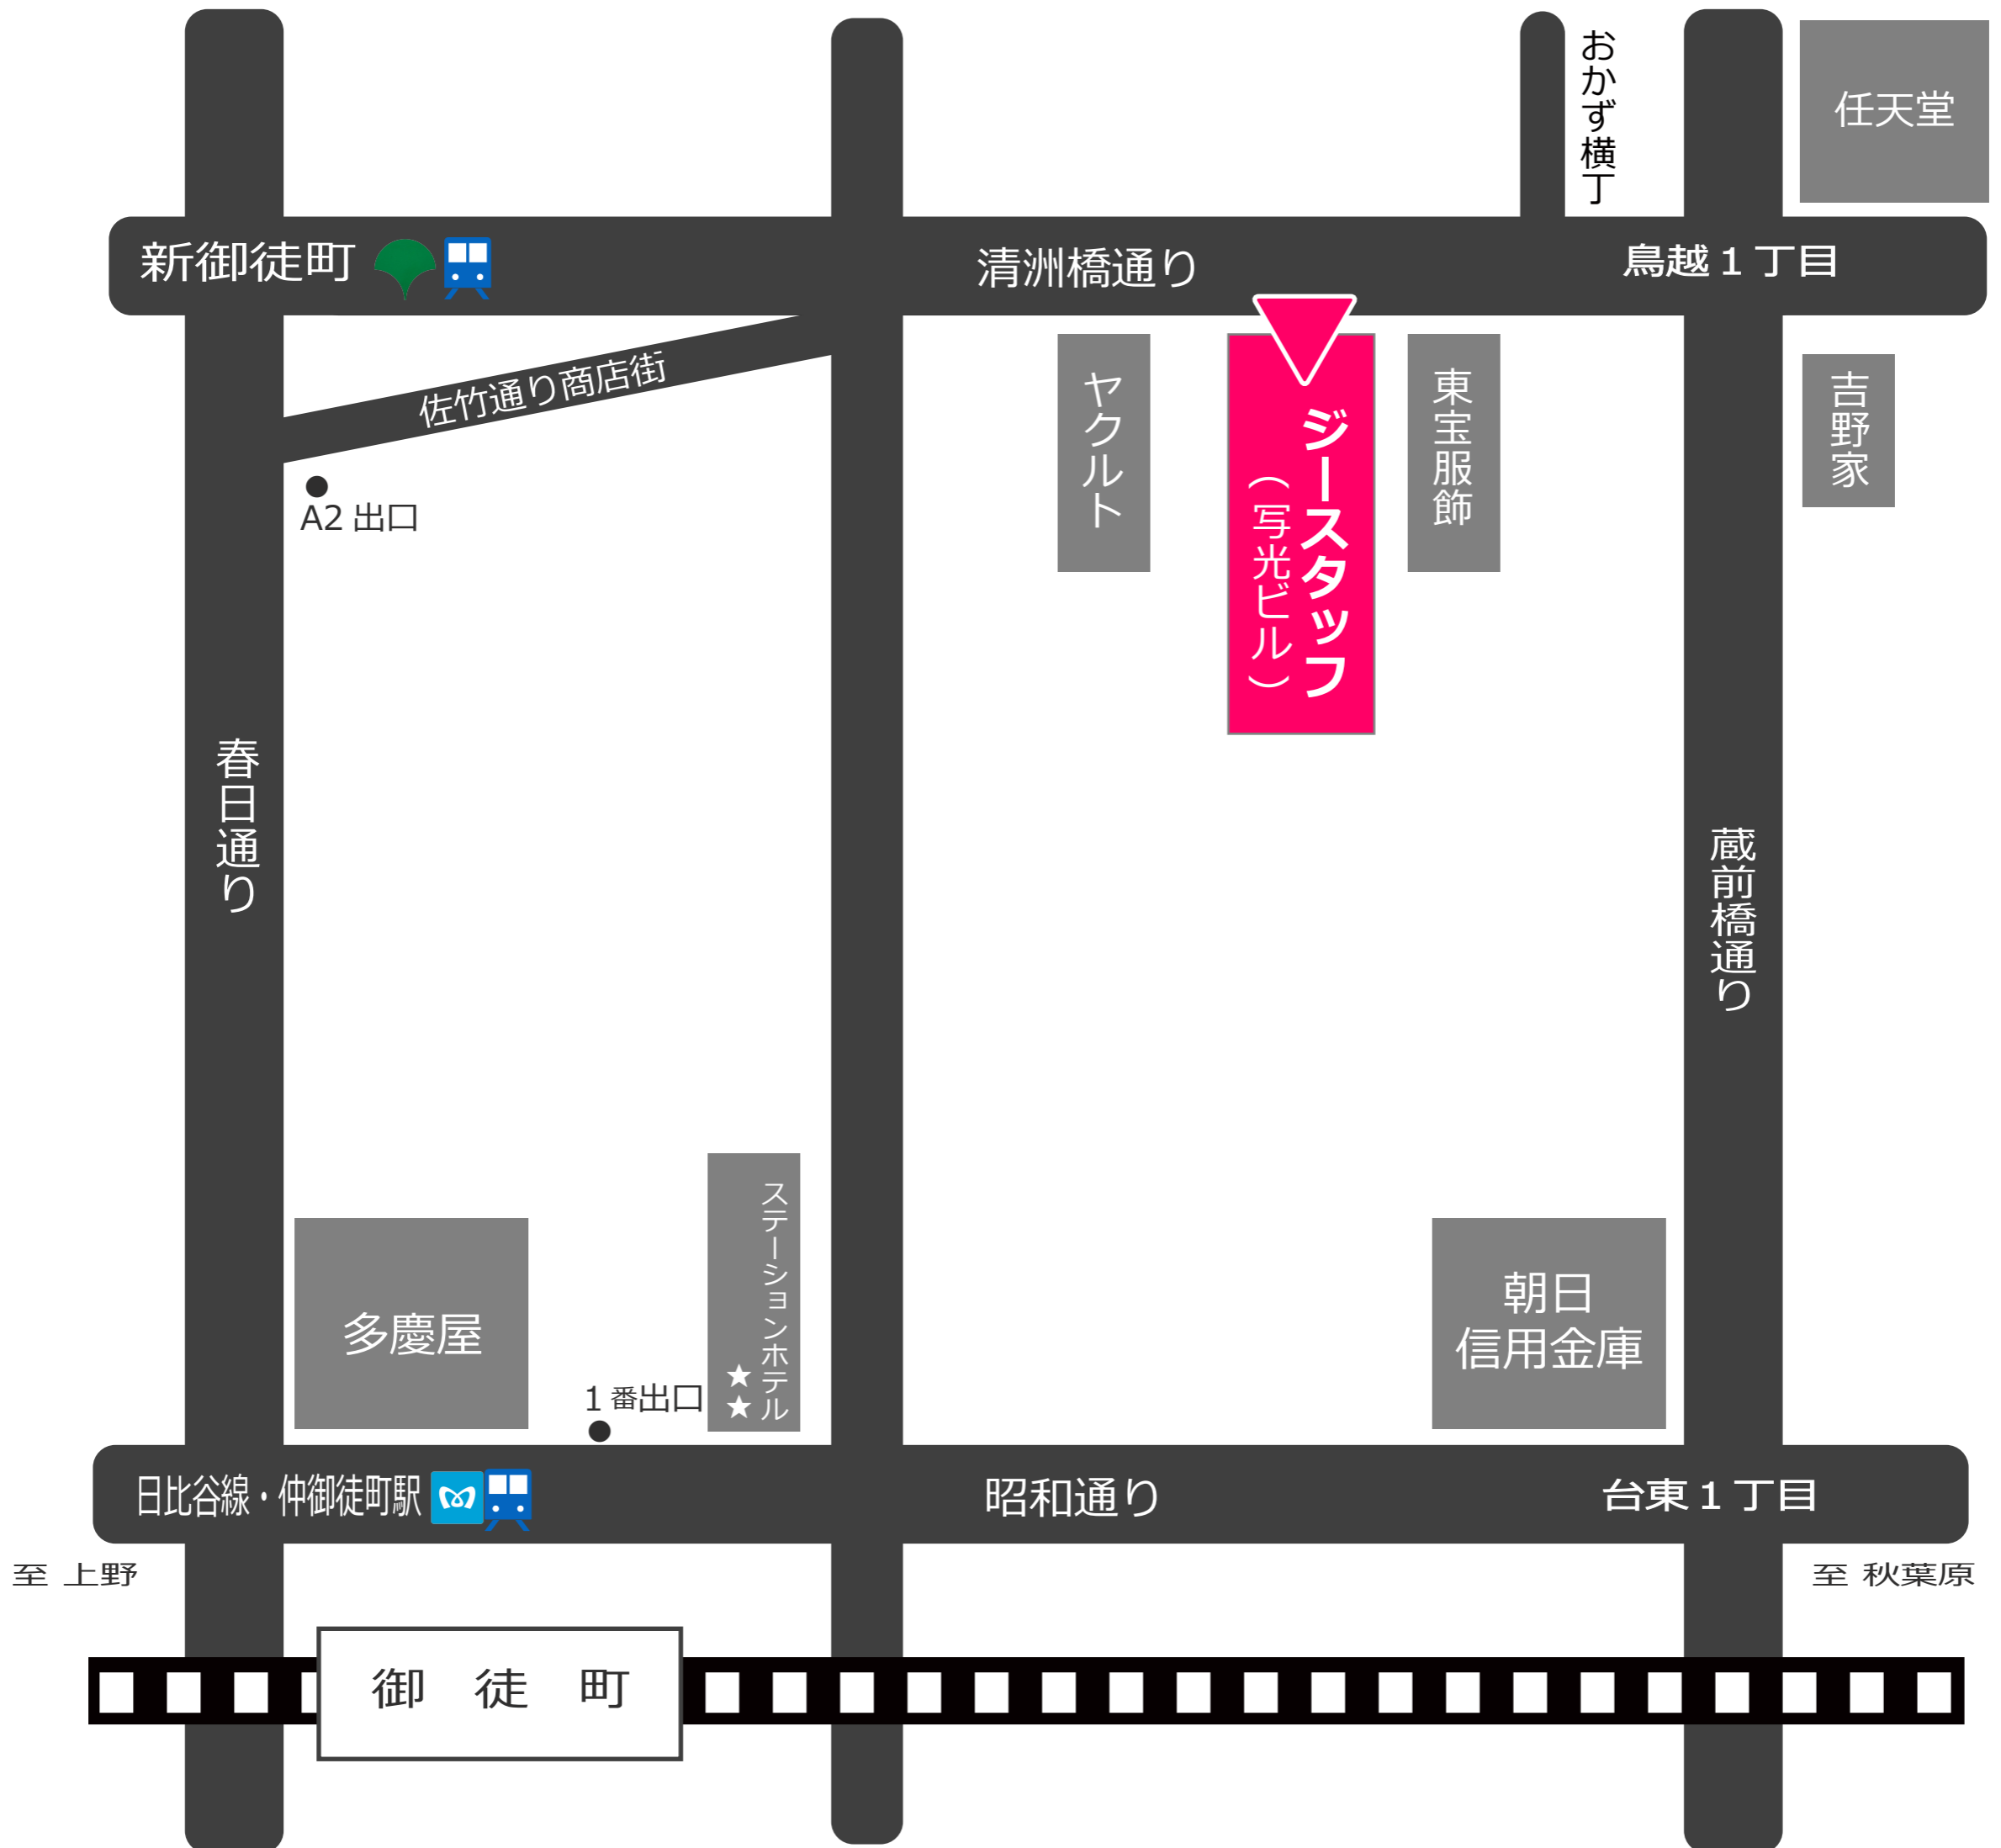 おかず横丁
任天堂
新御徒町
清洲橋通り
鳥越1丁目
佐竹通り商店街
A2出口
ヤクルト
ジースタッフ
（写光ビル）
東宝服飾
吉野家
春日通り
蔵前橋通り
多慶屋
1番出口
ステーションホテル
★★
朝日
信用金庫
日比谷線・仲御徒町駅
昭和通り
台東1丁目
至 上野
至 秋葉原
御 徒 町